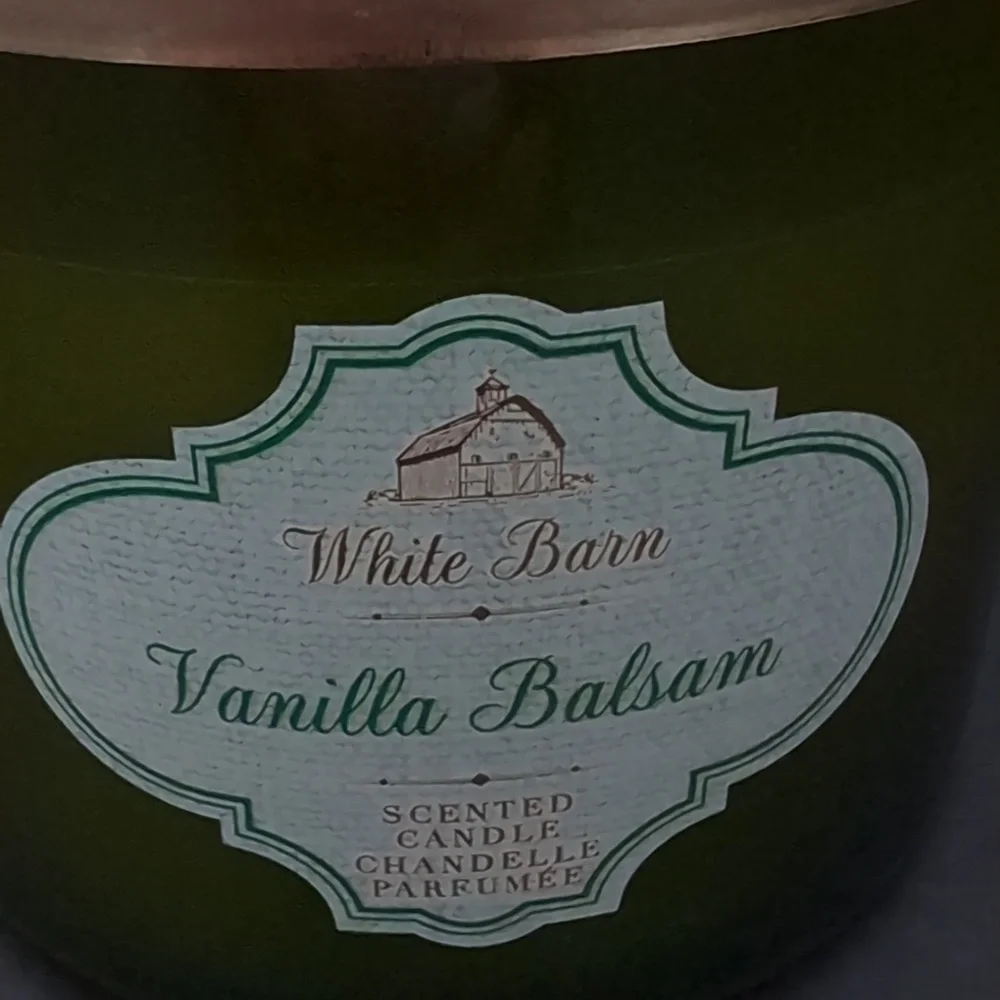 White Barn
Vanilla Balsam
SCENTED
CANDLE
CHANDELLE
PARFUMÉE